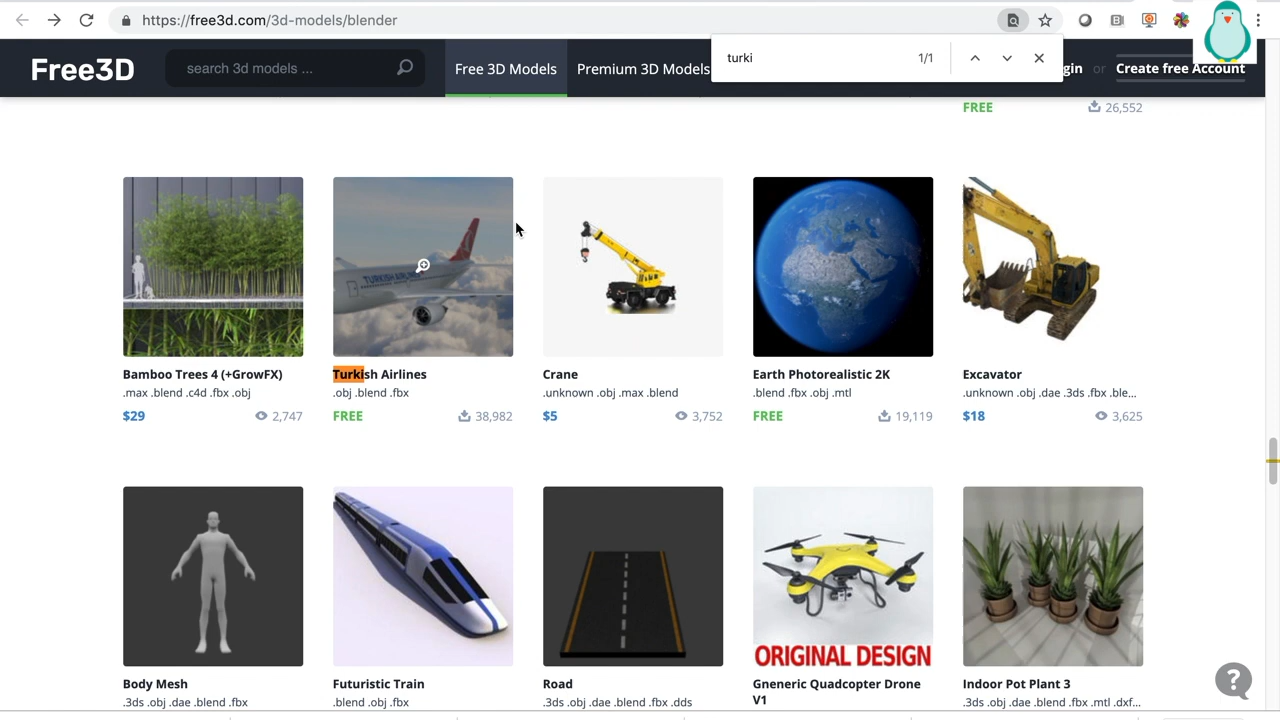 https://free3d.com/3d-models/blender
Free3D
search 3d models ...
Free 3D Models
Premium 3D Models
turki
1/1
gin or Create free Account
FREE 26,552
TURKISH AIRLINES
Bamboo Trees 4 (+GrowFX)
.max .blend .c4d .fbx .obj
$29 2,747
Turkish Airlines
.obj .blend .fbx
FREE 38,982
Crane
.unknown .obj .max .blend
$5 3,752
Earth Photorealistic 2K
.blend .fbx .obj .mtl
FREE 19,119
Excavator
.unknown .obj .dae .3ds .fbx .ble...
$18 3,625
ORIGINAL DESIGN
Body Mesh
.3ds .obj .dae .blend .fbx
Futuristic Train
.blend .obj .fbx
Road
.3ds .obj .dae .blend .fbx .dds
Gneneric Quadcopter Drone
V1
Indoor Pot Plant 3
.3ds .obj .dae .blend .fbx .mtl .dxf...
?